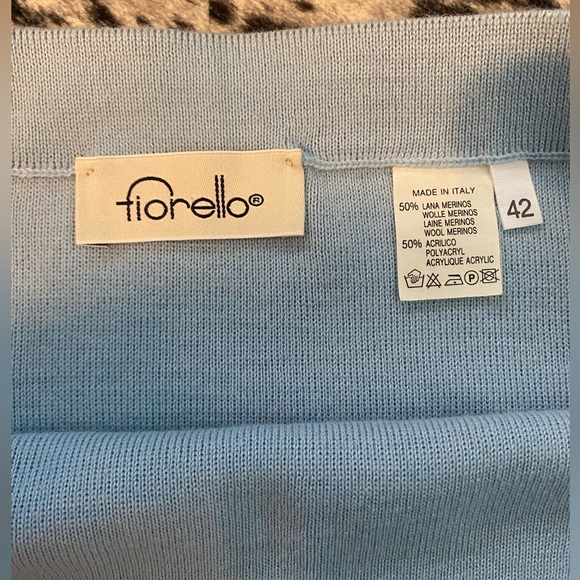 fiorello®
MADE IN ITALY
50% LANA MERINOS
WOLLE MERINOS
LAINE MERINOS
WOOL MERINOS
50% ACRILICO
POLYACRYL
ACRYLIQUE ACRYLIC
P
42